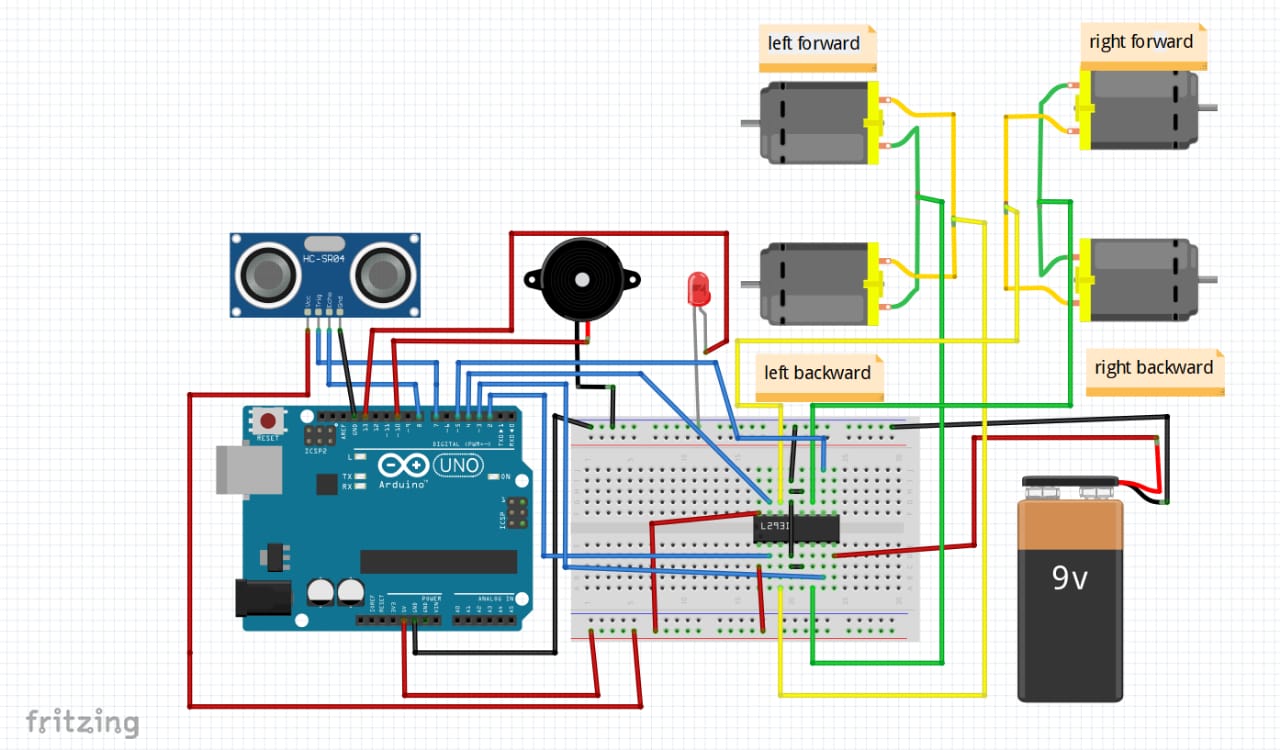 left forward
right forward
HC-SR04
Vcc
Trig
Echo
Gnd
left backward
right backward
RESET
ICSP2
AREF
GND
13
12
~11
~10
~9
8
7
~6
~5
4
~3
2
TX0▸1
RX0◂0
DIGITAL (PWM=~)
L
TX
RX
Arduino™
UNO
ON
ICSP
1
L293D
9v
IOREF
RESET
3V3
5V
GND
GND
VIN
POWER
ANALOG IN
A0
A1
A2
A3
A4
A5
fritzing